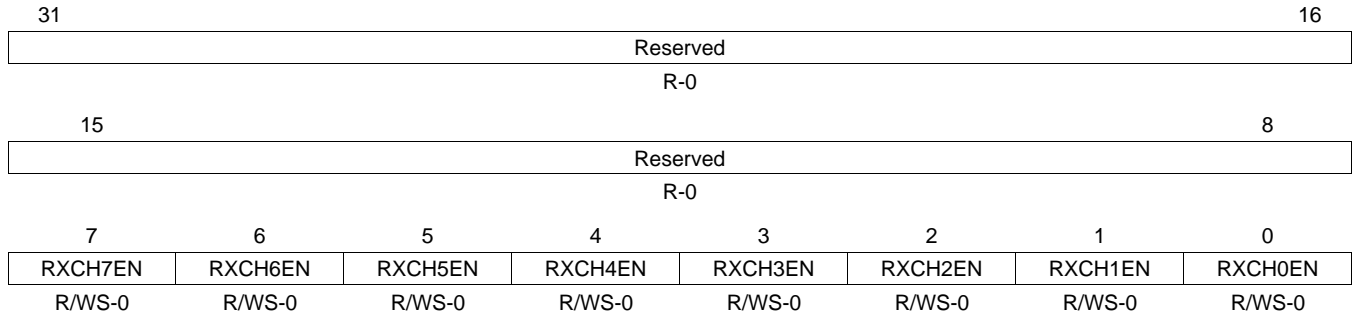 31 16
Reserved
R-0
15 8
Reserved
R-0
7 6 5 4 3 2 1 0
RXCH7EN RXCH6EN RXCH5EN RXCH4EN RXCH3EN RXCH2EN RXCH1EN RXCH0EN
R/WS-0 R/WS-0 R/WS-0 R/WS-0 R/WS-0 R/WS-0 R/WS-0 R/WS-0